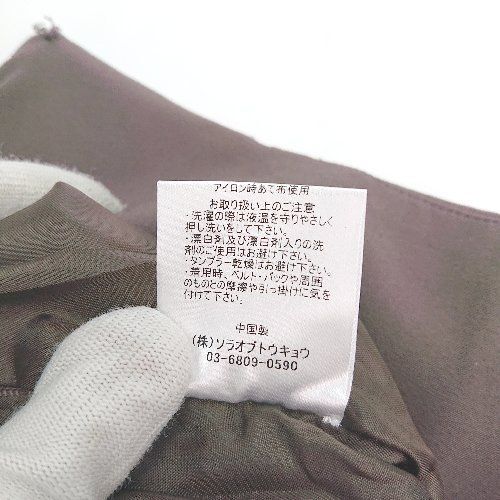 アイロン時あて布使用
お取り扱い上のご注意
・洗濯の際は液温を守りやさしく
押し洗いをして下さい。
・漂白剤及び漂白剤入りの洗
剤のご使用はお避け下さい。
・タンブラー乾燥はお避け下さい。
・着用時、ベルト・バックや周囲
のものとの摩擦や引っ掛けに気を
付けて下さい。
中国製
(株)ソラオブトウキョウ
03-6809-0590